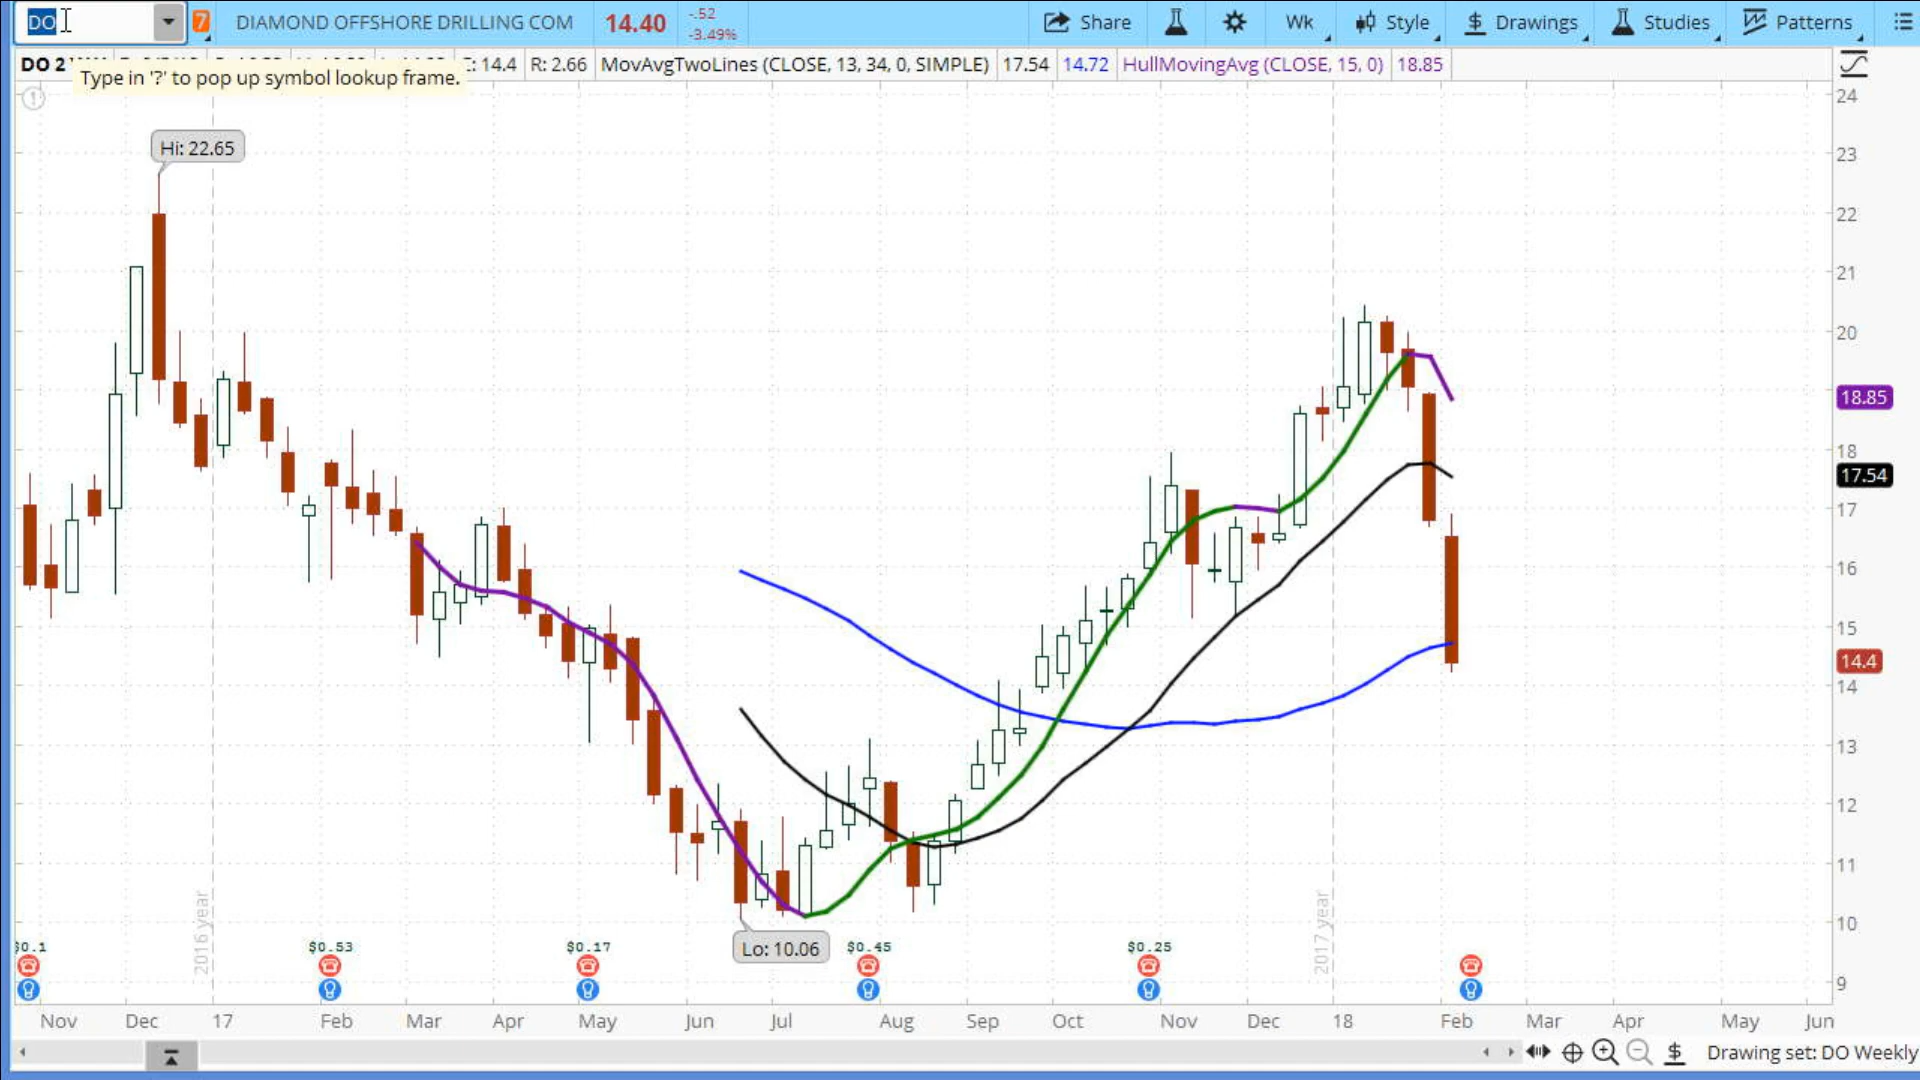 DO
7
DIAMOND OFFSHORE DRILLING COM
14.40
-.52
-3.49%
Share
Wk
Style
$ Drawings
Studies
Patterns
DO 2
: 14.4
R: 2.66
MovAvgTwoLines (CLOSE, 13, 34, 0, SIMPLE)
17.54
14.72
HullMovingAvg (CLOSE, 15, 0)
18.85
Type in '?' to pop up symbol lookup frame.
Hi: 22.65
24
23
22
21
20
18.85
18
17.54
17
16
15
14.4
14
13
12
11
10
9
Lo: 10.06
2016 year
2017 year
$0.1
$0.53
$0.17
$0.45
$0.25
Nov
Dec
17
Feb
Mar
Apr
May
Jun
Jul
Aug
Sep
Oct
Nov
Dec
18
Feb
Mar
Apr
May
Jun
$
Drawing set: DO Weekly